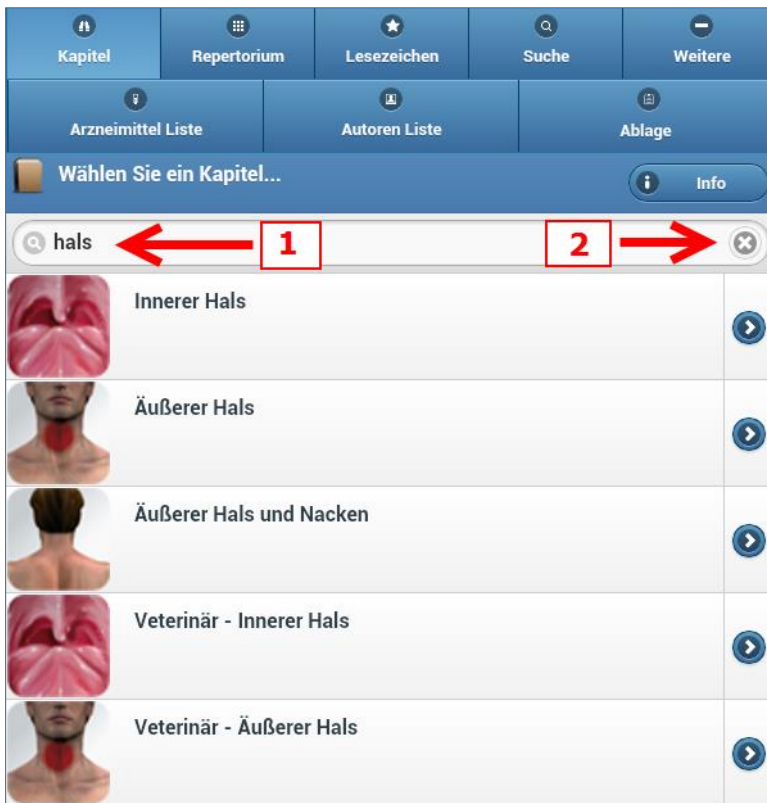 Kapitel Repertorium Lesezeichen Suche Weitere
Arzneimittel Liste Autoren Liste Ablage
Wählen Sie ein Kapitel... Info
hals 1 2
Innerer Hals
Äußerer Hals
Äußerer Hals und Nacken
Veterinär - Innerer Hals
Veterinär - Äußerer Hals